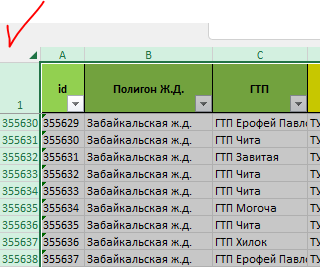 A B C
1 id Полигон Ж.Д. ГТП
355630 355629 Забайкальская ж.д. ГТП Ерофей Павл ТУ
355631 355630 Забайкальская ж.д. ГТП Чита ТУ
355632 355631 Забайкальская ж.д. ГТП Завитая ТУ
355633 355632 Забайкальская ж.д. ГТП Чита ТУ
355634 355633 Забайкальская ж.д. ГТП Чита ТУ
355635 355634 Забайкальская ж.д. ГТП Могоча ТУ
355636 355635 Забайкальская ж.д. ГТП Чита ТУ
355637 355636 Забайкальская ж.д. ГТП Хилок ТУ
355638 355637 Забайкальская ж.д. ГТП Ерофей Павл ТУ